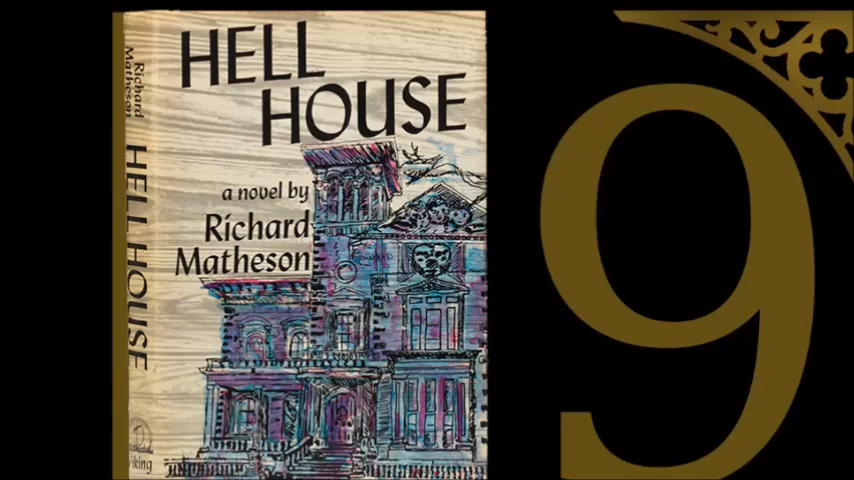 Richard
Matheson
HELL HOUSE
Viking
HELL
HOUSE
a novel by
Richard
Matheson
9